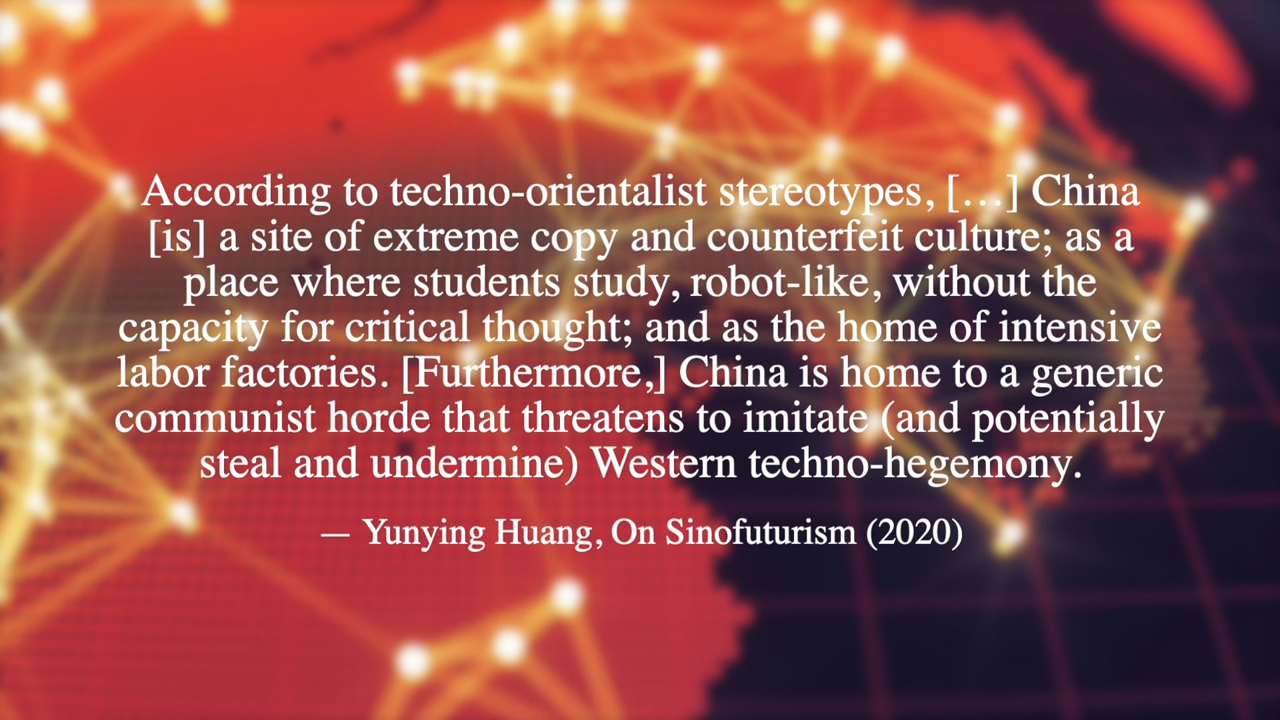 According to techno-orientalist stereotypes, […] China
[is] a site of extreme copy and counterfeit culture; as a
place where students study, robot-like, without the
capacity for critical thought; and as the home of intensive
labor factories. [Furthermore,] China is home to a generic
communist horde that threatens to imitate (and potentially
steal and undermine) Western techno-hegemony.
— Yunying Huang, On Sinofuturism (2020)